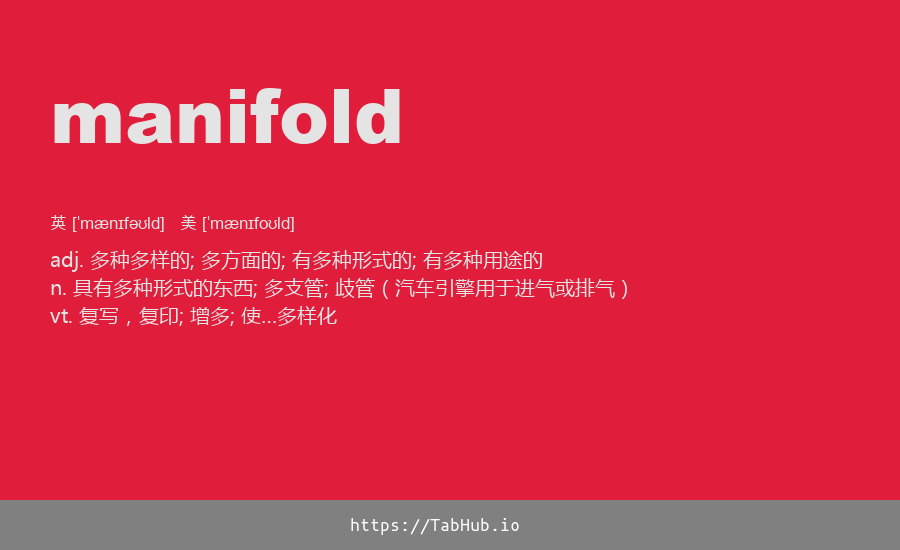 manifold
英 [ˈmænɪfəʊld] 美 [ˈmænɪfoʊld]
adj. 多种多样的; 多方面的; 有多种形式的; 有多种用途的
n. 具有多种形式的东西; 多支管; 歧管（汽车引擎用于进气或排气）
vt. 复写，复印; 增多; 使...多样化
https://TabHub.io